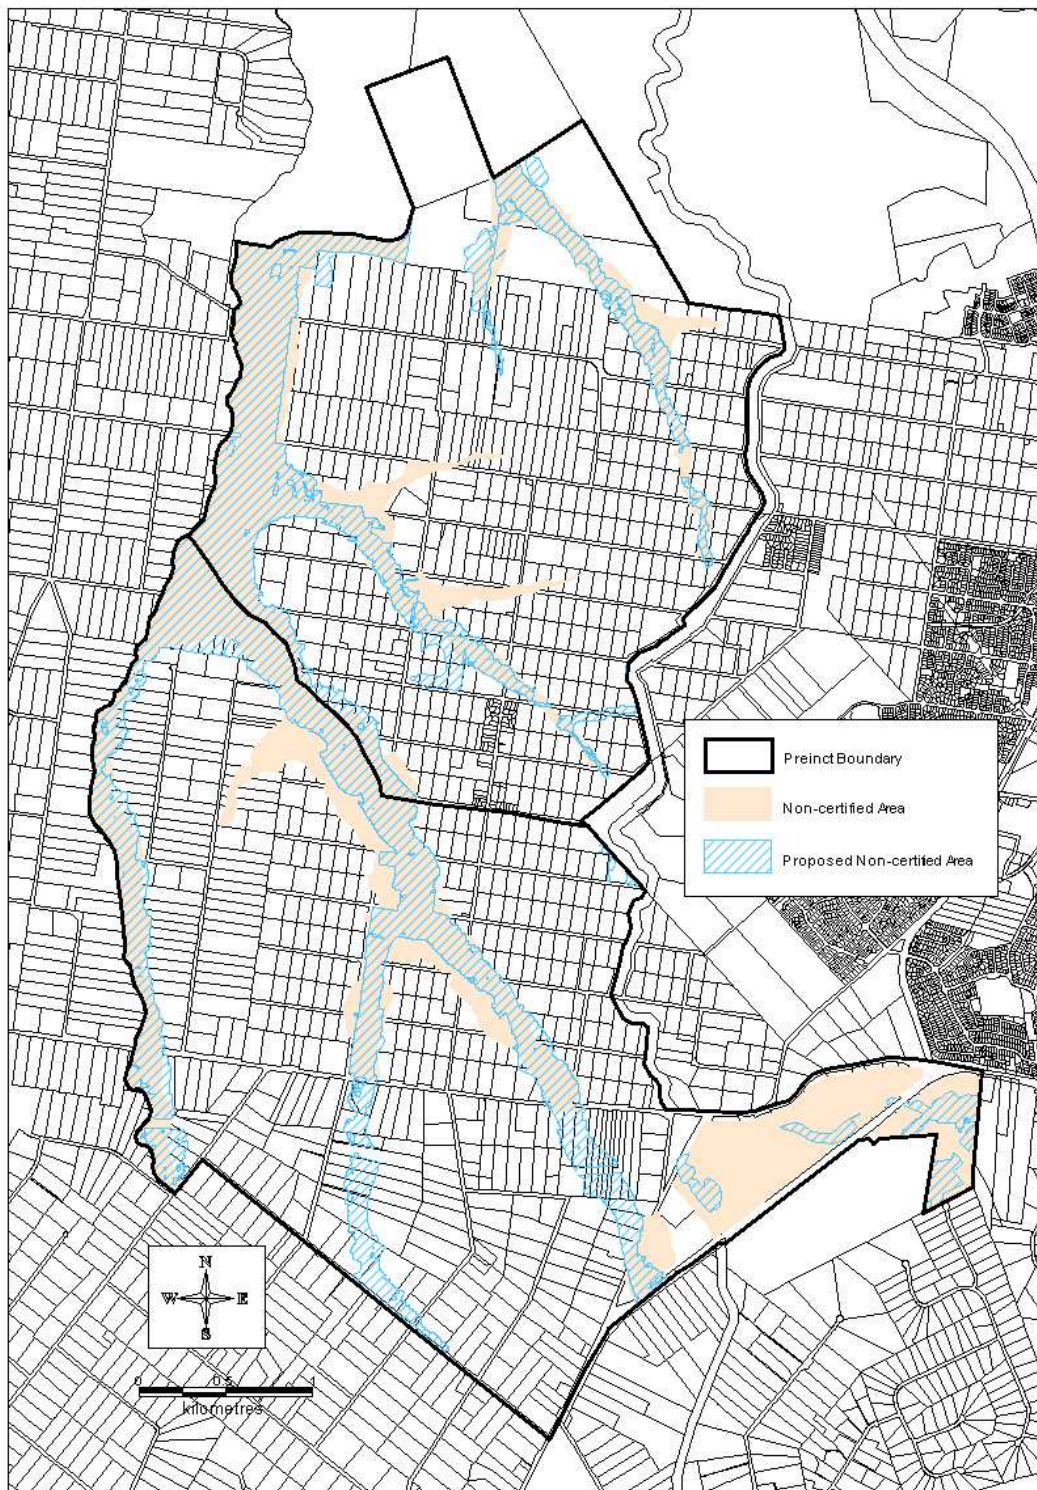 Preinct Boundary
Non-certified Area
Proposed Non-certified Area
N
W E
S
0 0.5 1
kilometres